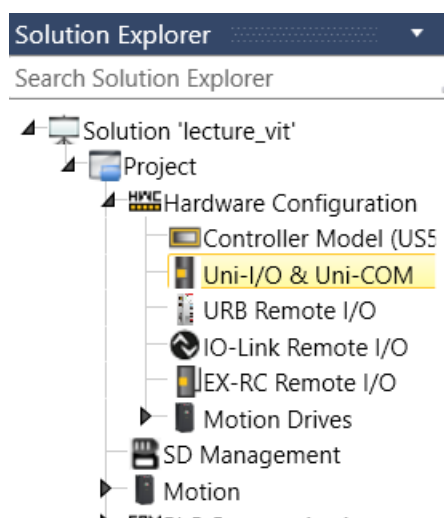 Solution Explorer
Search Solution Explorer
Solution 'lecture_vit'
Project
HWC
Hardware Configuration
Controller Model (US5
Uni-I/O & Uni-COM
URB Remote I/O
IO-Link Remote I/O
EX-RC Remote I/O
Motion Drives
SD Management
Motion